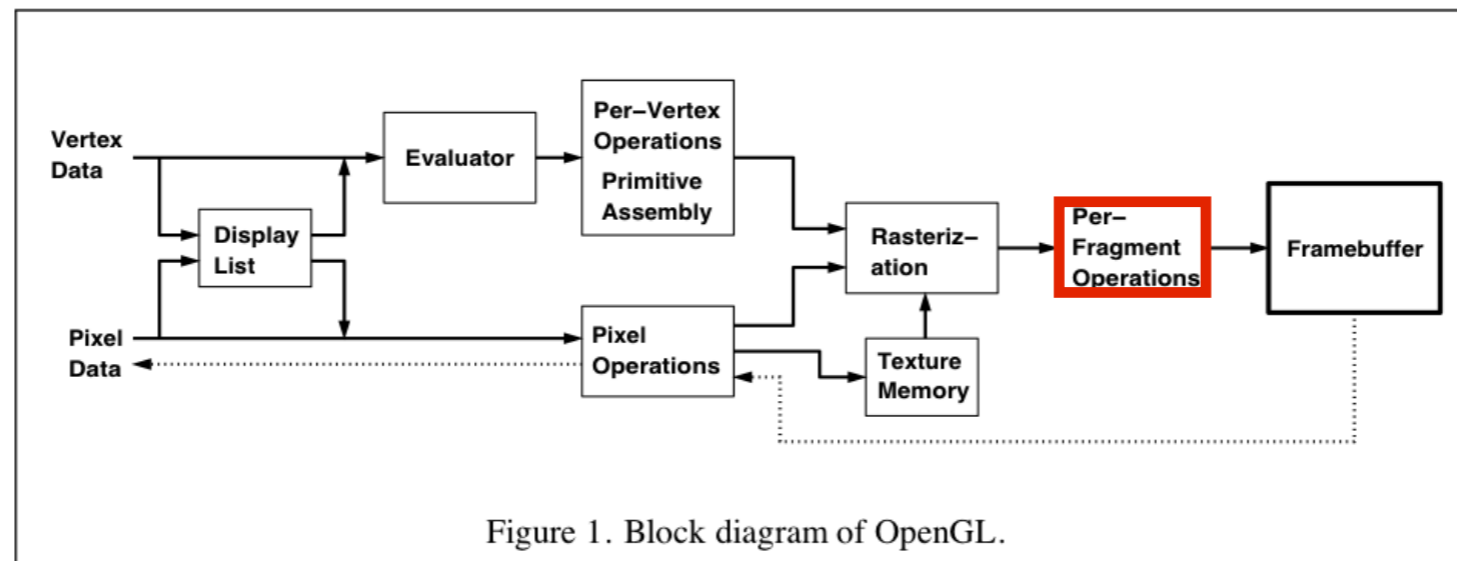 Vertex
Data
Evaluator
Per–Vertex
Operations
Primitive
Assembly
Display
List
Rasteriz–
ation
Per–
Fragment
Operations
Framebuffer
Pixel
Data
Pixel
Operations
Texture
Memory
Figure 1. Block diagram of OpenGL.